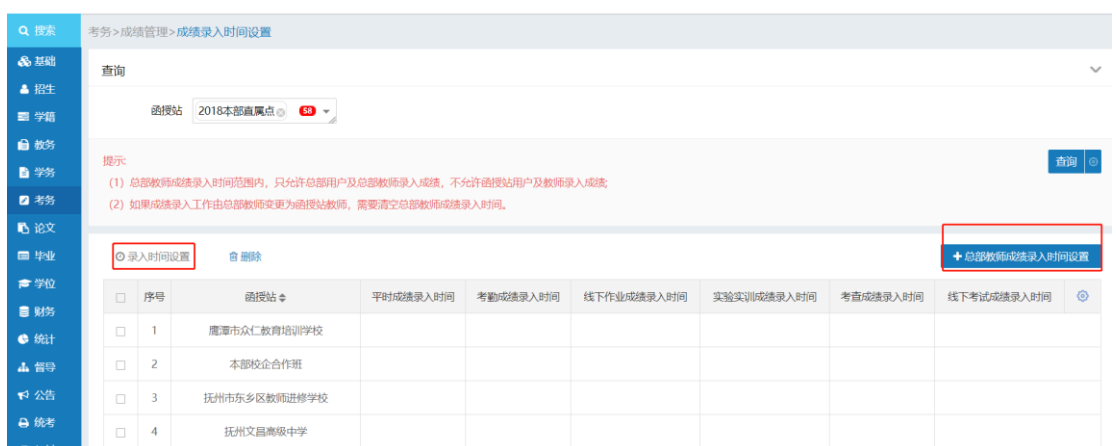 搜索
考务>成绩管理>成绩录入时间设置
基础
招生
学籍
教务
学务
考务
论文
毕业
学位
财务
统计
督导
公告
统考
查询
函授站 2018本部直属点 58
提示:
查询
(1) 总部教师成绩录入时间范围内，只允许总部用户及总部教师录入成绩，不允许函授站用户及教师录入成绩;
(2) 如果成绩录入工作由总部教师变更为函授站教师，需要清空总部教师成绩录入时间。
录入时间设置 删除 +总部教师成绩录入时间设置
序号 函授站 平时成绩录入时间 考勤成绩录入时间 线下作业成绩录入时间 实验实训成绩录入时间 考查成绩录入时间 线下考试成绩录入时间
1 鹰潭市众仁教育培训学校
2 本部校企合作班
3 抚州市东乡区教师进修学校
4 抚州文昌高级中学